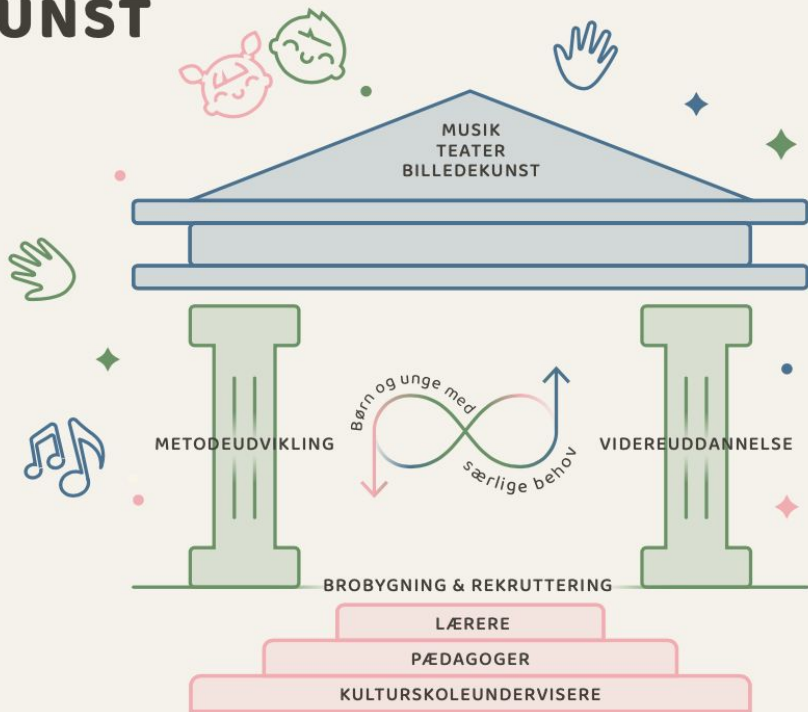 UNST
MUSIK
TEATER
BILLEDEKUNST
Børn og unge med
METODEUDVIKLING
VIDEREUDDANNELSE
særlige behov
BROBYGNING & REKRUTTERING
LÆRERE
PÆDAGOGER
KULTURSKOLEUNDERVISERE